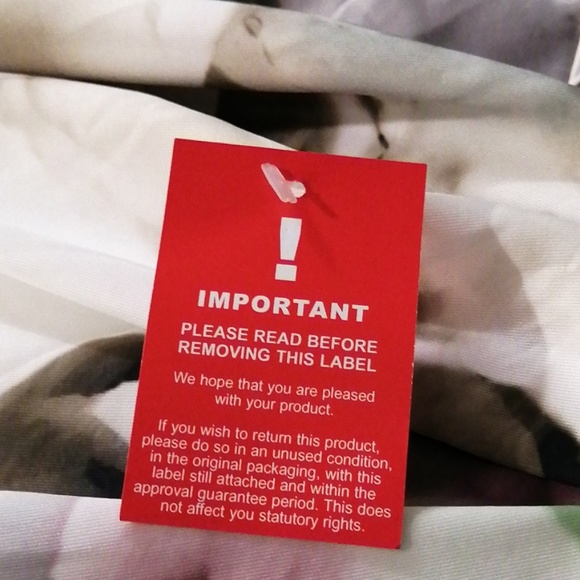 !
IMPORTANT
PLEASE READ BEFORE
REMOVING THIS LABEL
We hope that you are pleased
with your product.
If you wish to return this product,
please do so in an unused condition,
in the original packaging, with this
label still attached and within the
approval guarantee period. This does
not affect you statutory rights.